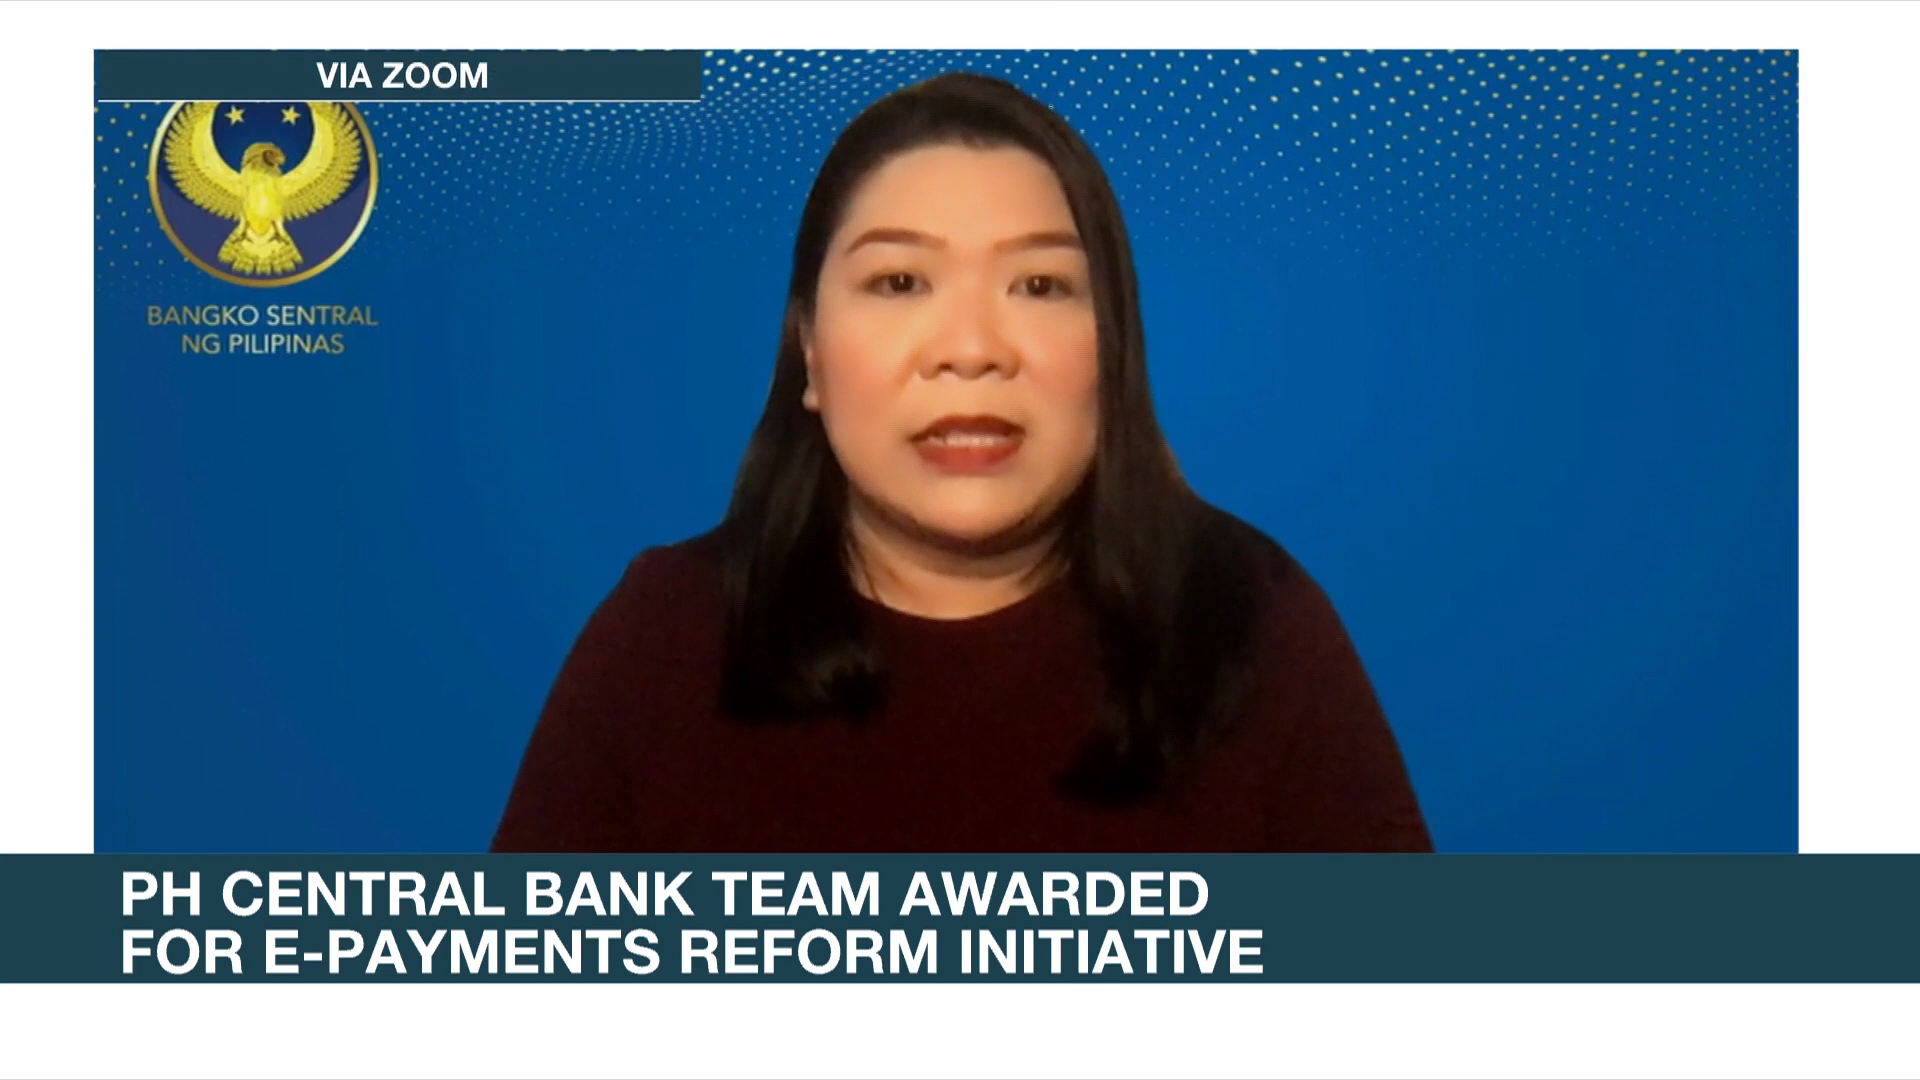 VIA ZOOM
BANGKO SENTRAL
NG PILIPINAS
PH CENTRAL BANK TEAM AWARDED
FOR E-PAYMENTS REFORM INITIATIVE